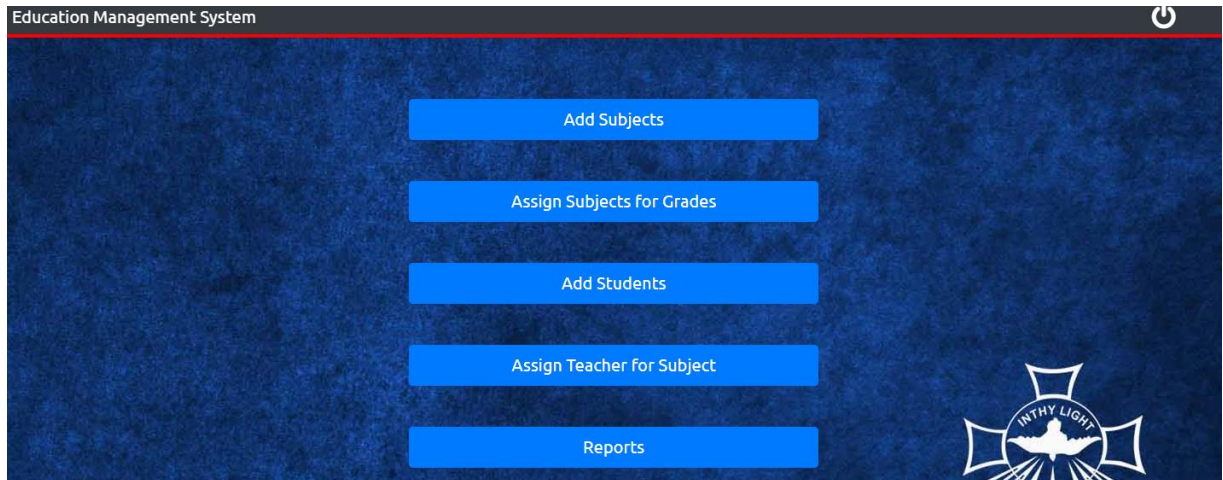 Education Management System
Add Subjects
Assign Subjects for Grades
Add Students
Assign Teacher for Subject
Reports
INTHY LIGHT